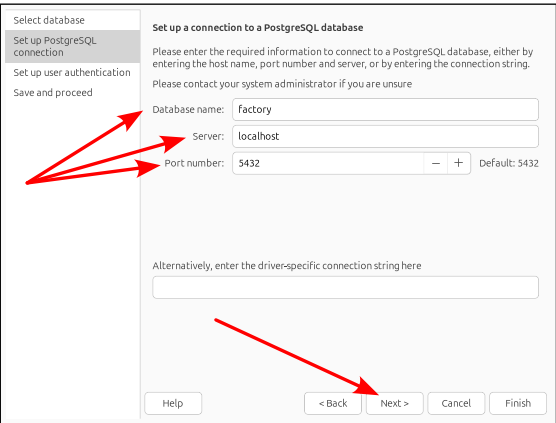 Select database
Set up PostgreSQL
connection
Set up user authentication
Save and proceed
Set up a connection to a PostgreSQL database
Please enter the required information to connect to a PostgreSQL database, either by
entering the host name, port number and server, or by entering the connection string.
Please contact your system administrator if you are unsure
Database name: factory
Server: localhost
Port number: 5432 − + Default: 5432
Alternatively, enter the driver-specific connection string here
Help < Back Next > Cancel Finish